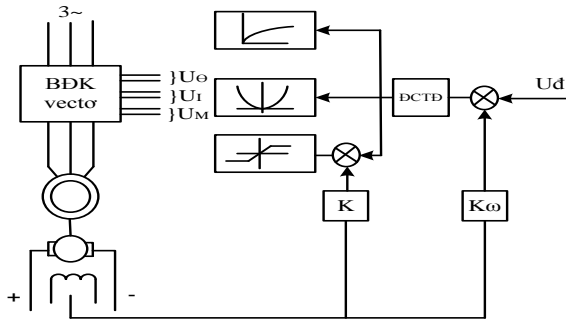 3~
BĐK
vectơ
}UΘ
}UI
}UM
ĐCTĐ
Uđ
K
Kω
+
-